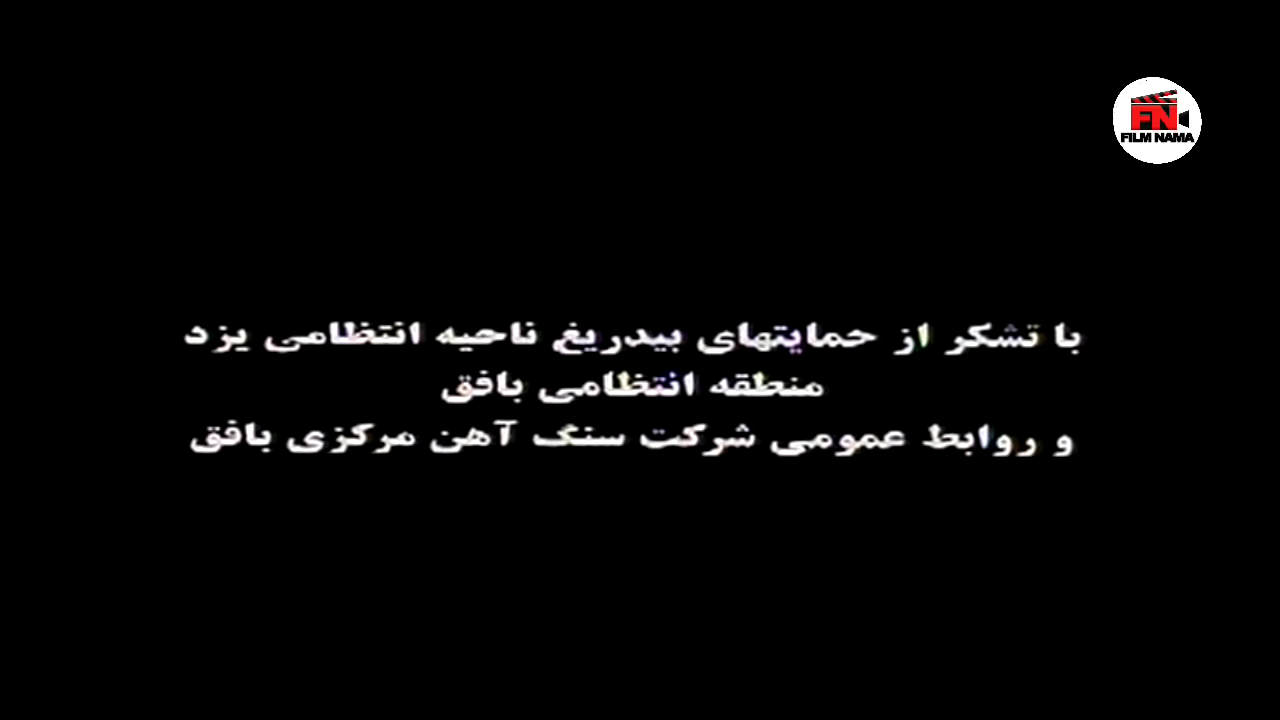 FN
FILM NAMA
با تشکر از حمایتهای بیدریغ ناحیه انتظامی یزد
منطقه انتظامی بافق
و روابط عمومی شرکت سنگ آهن مرکزی بافق